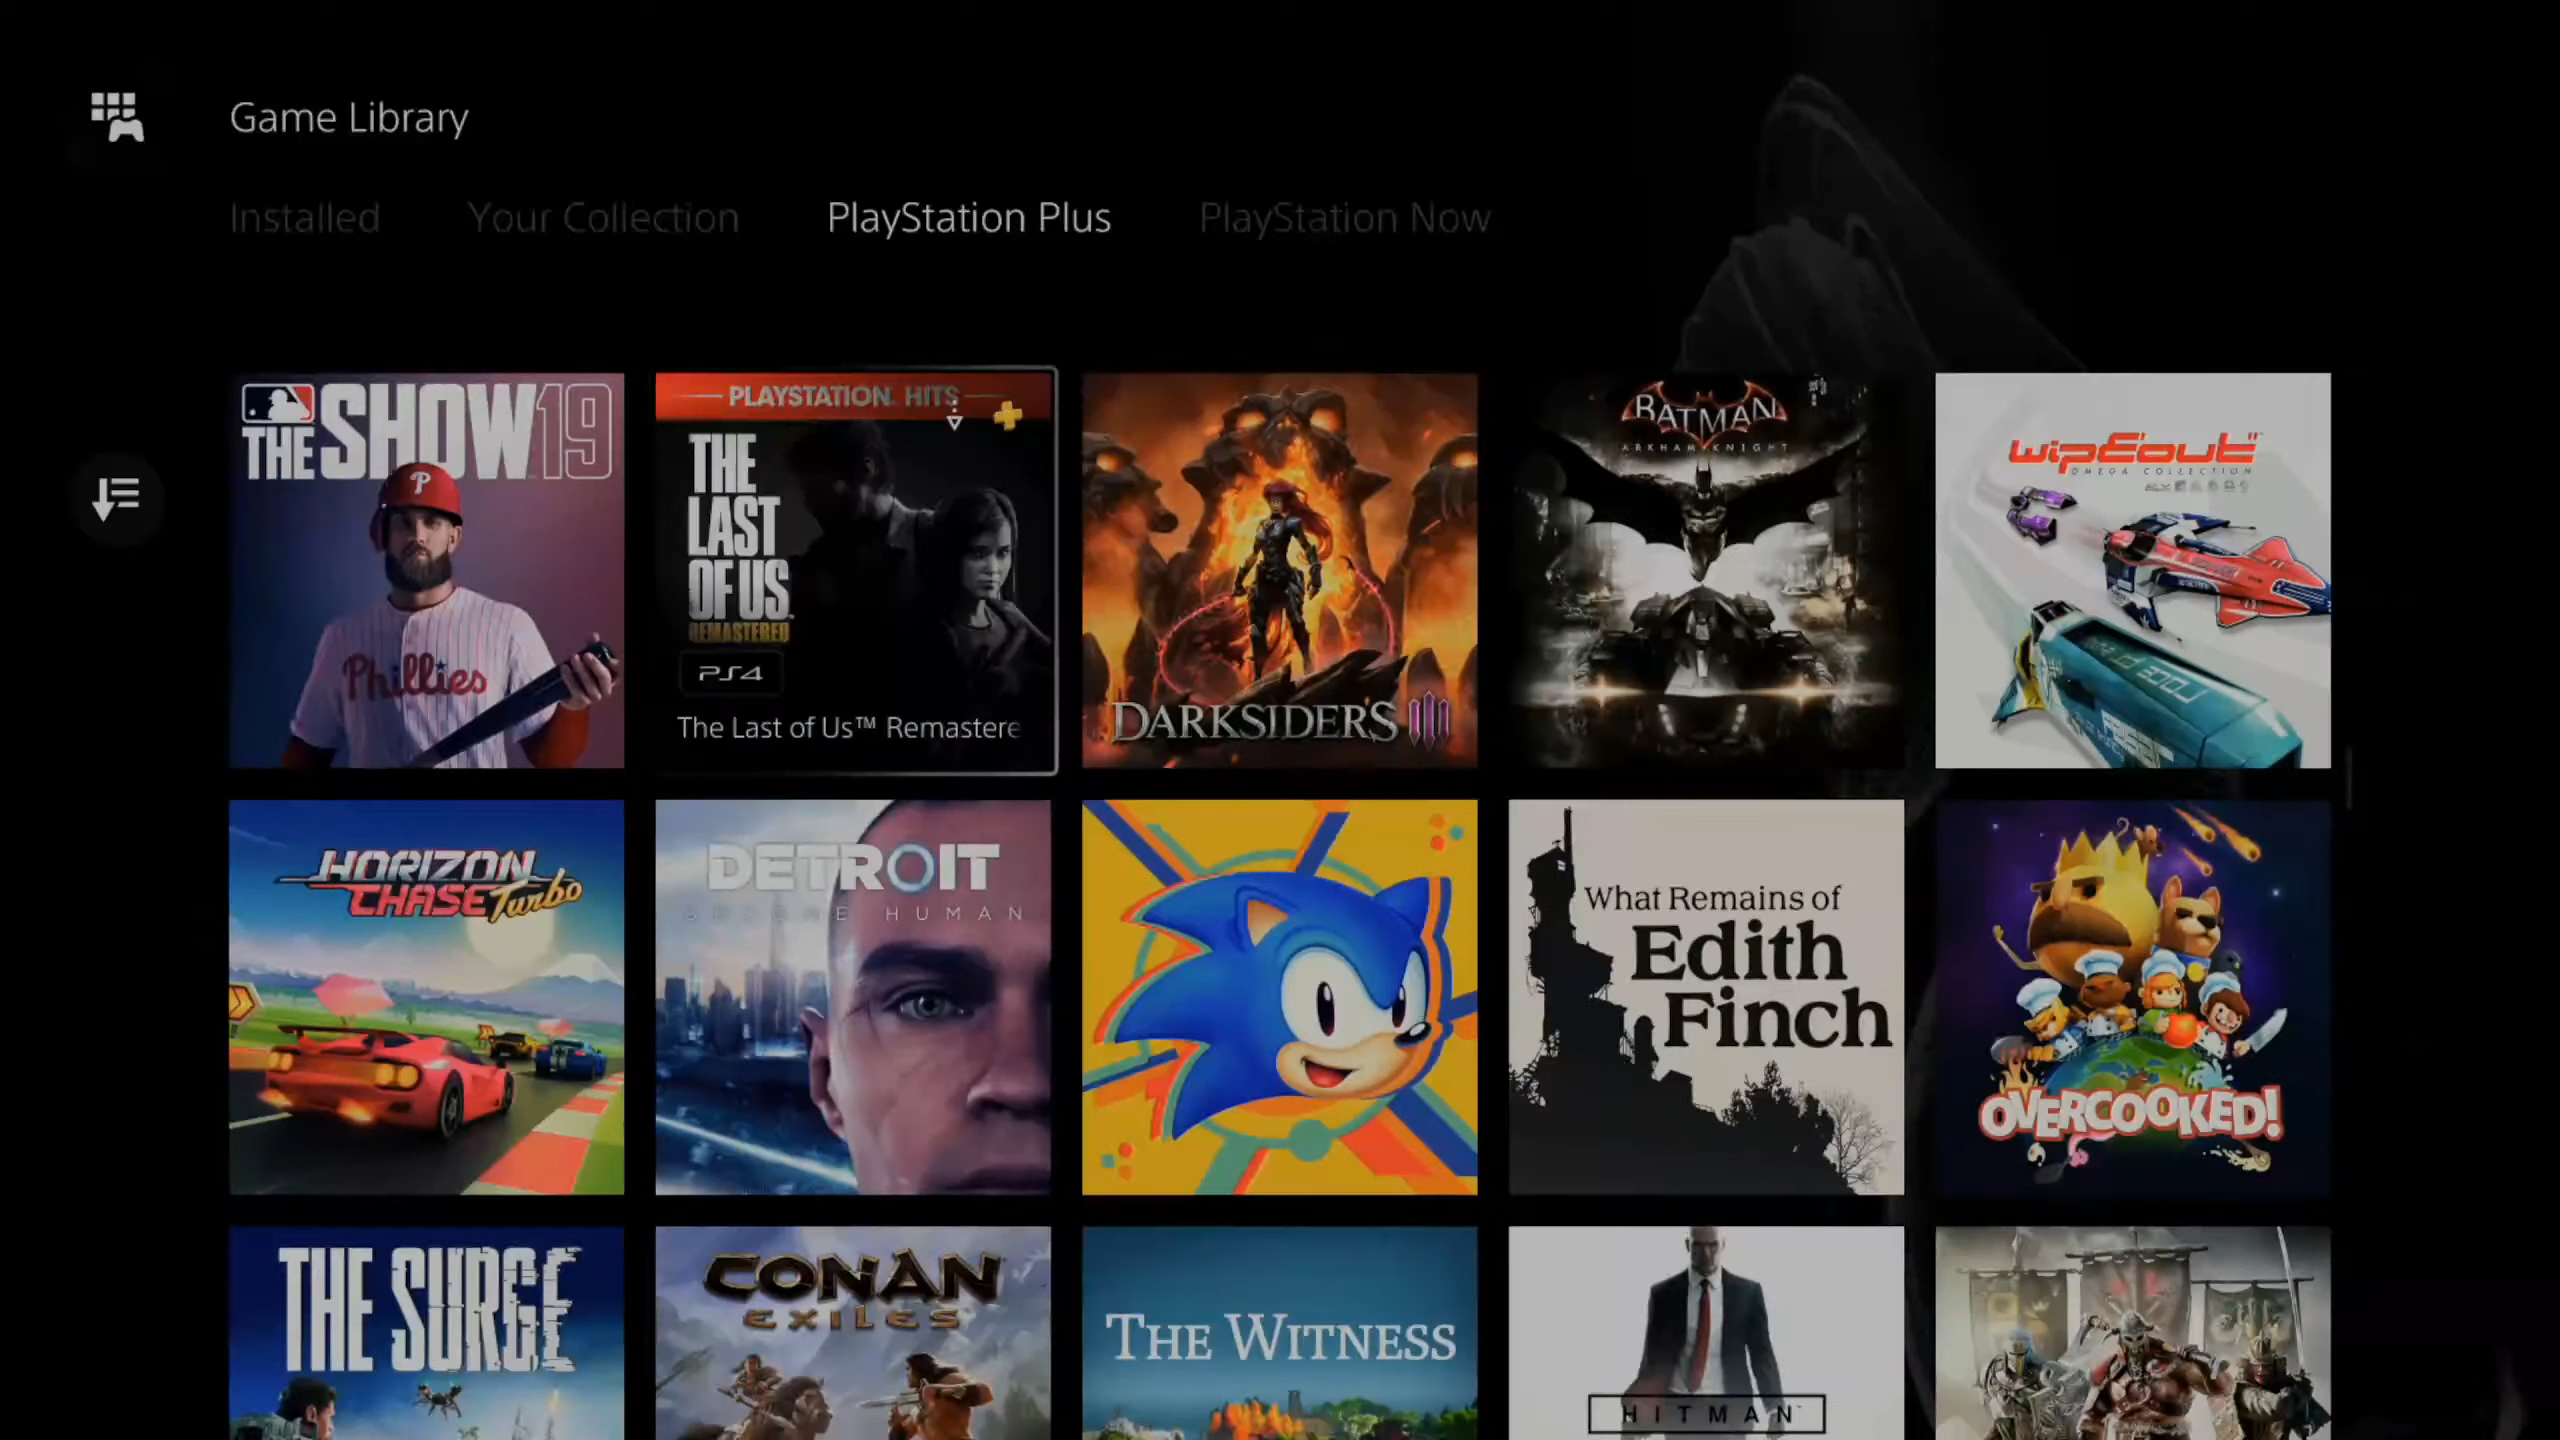 Game Library
Installed
Your Collection
PlayStation Plus
PlayStation Now
THE SHOW 19
P
Phillies
PLAYSTATION HITS
THE
LAST
OF US
REMASTERED
PS4
The Last of Us™ Remastere
DARKSIDERS III
BATMAN
ARKHAM KNIGHT
wipEout
OMEGA COLLECTION
HORIZON
CHASE Turbo
DETROIT
BECOME HUMAN
What Remains of
Edith
Finch
OVERCOOKED!
THE SURGE
CONAN
EXILES
THE WITNESS
HITMAN